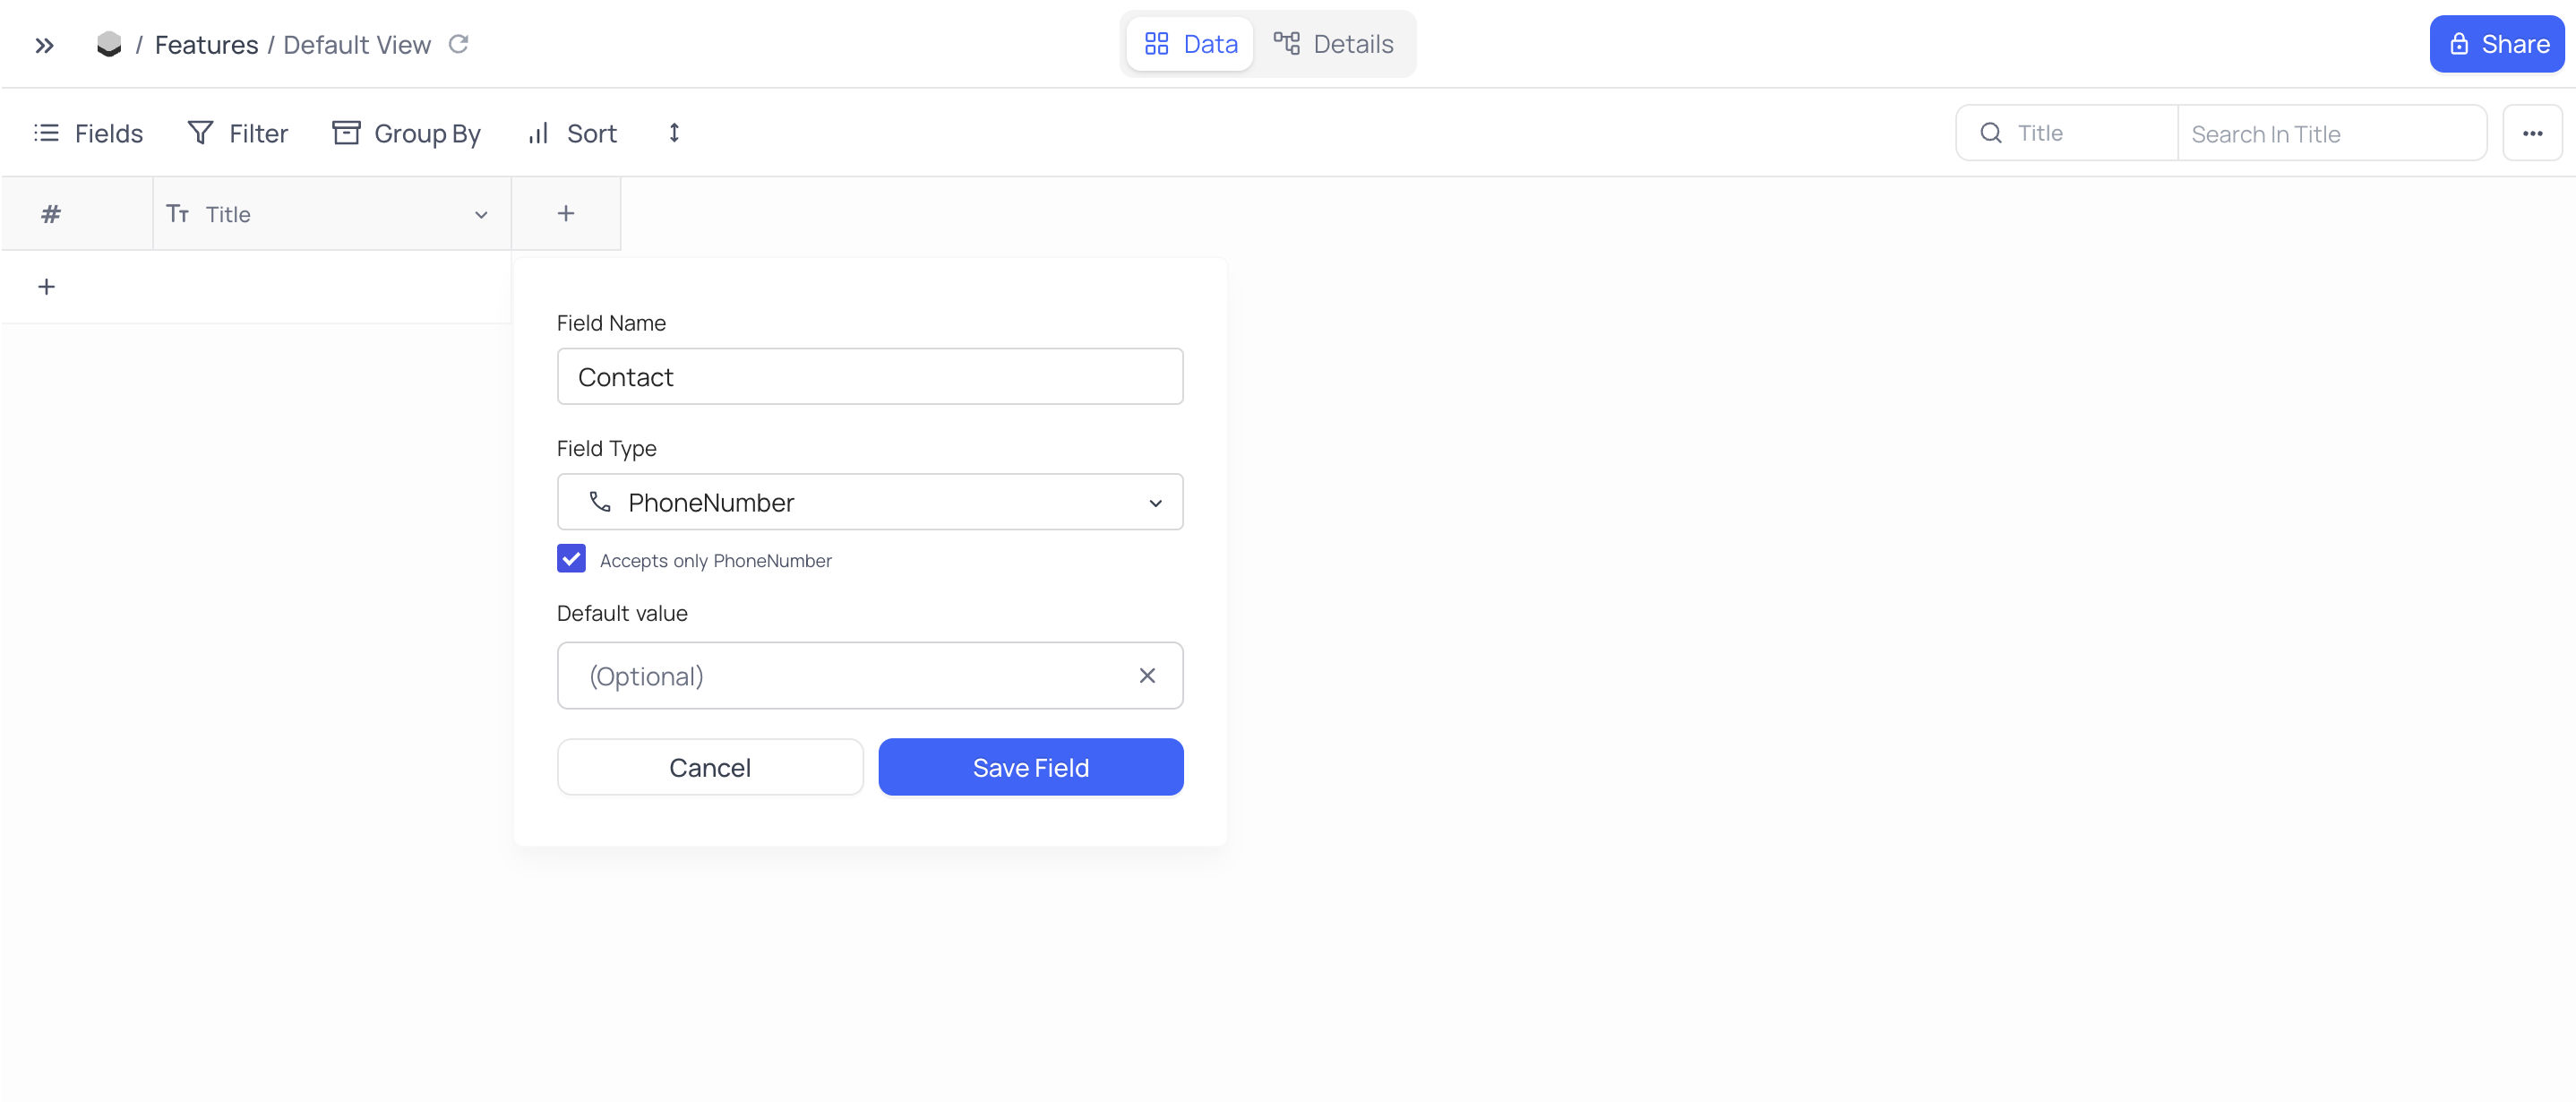 / Features / Default View
Data
Details
Share
Fields
Filter
Group By
Sort
Title
Search In Title
# Title
Field Name
Contact
Field Type
PhoneNumber
Accepts only PhoneNumber
Default value
(Optional)
Cancel
Save Field